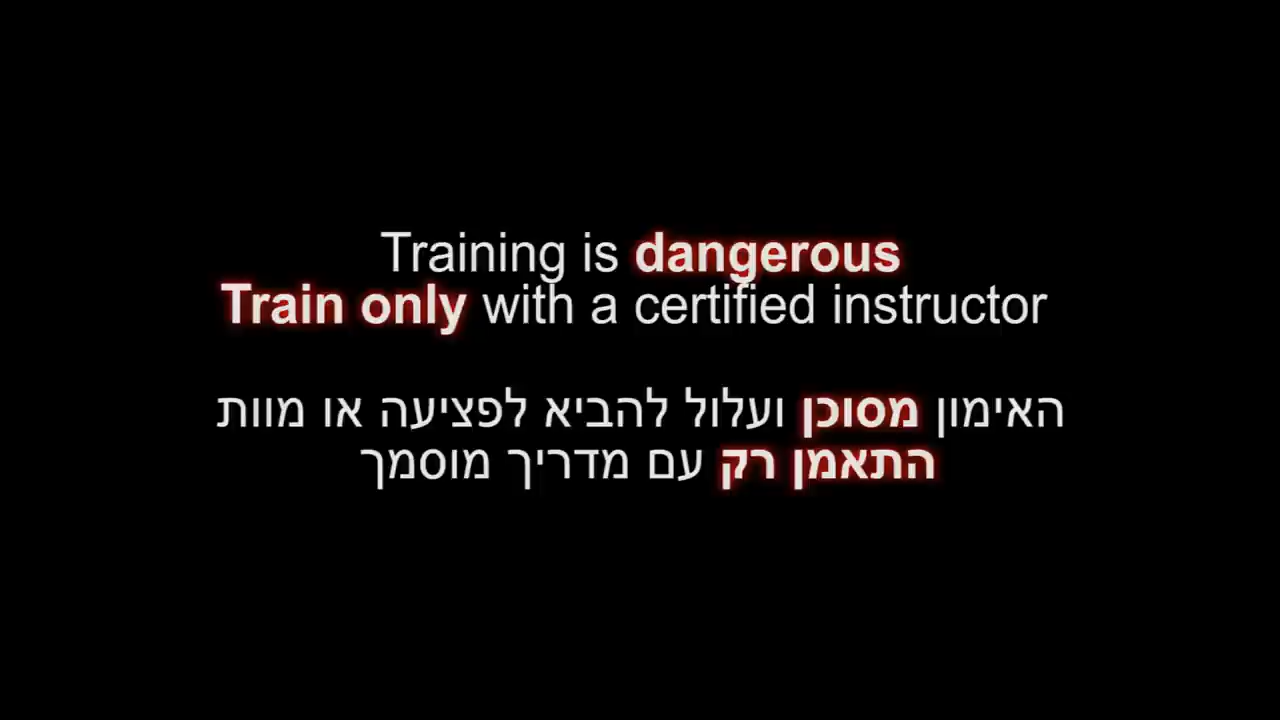 Training is dangerous
Train only with a certified instructor
האימון מסוכן ועלול להביא לפציעה או מוות
התאמן רק עם מדריך מוסמך